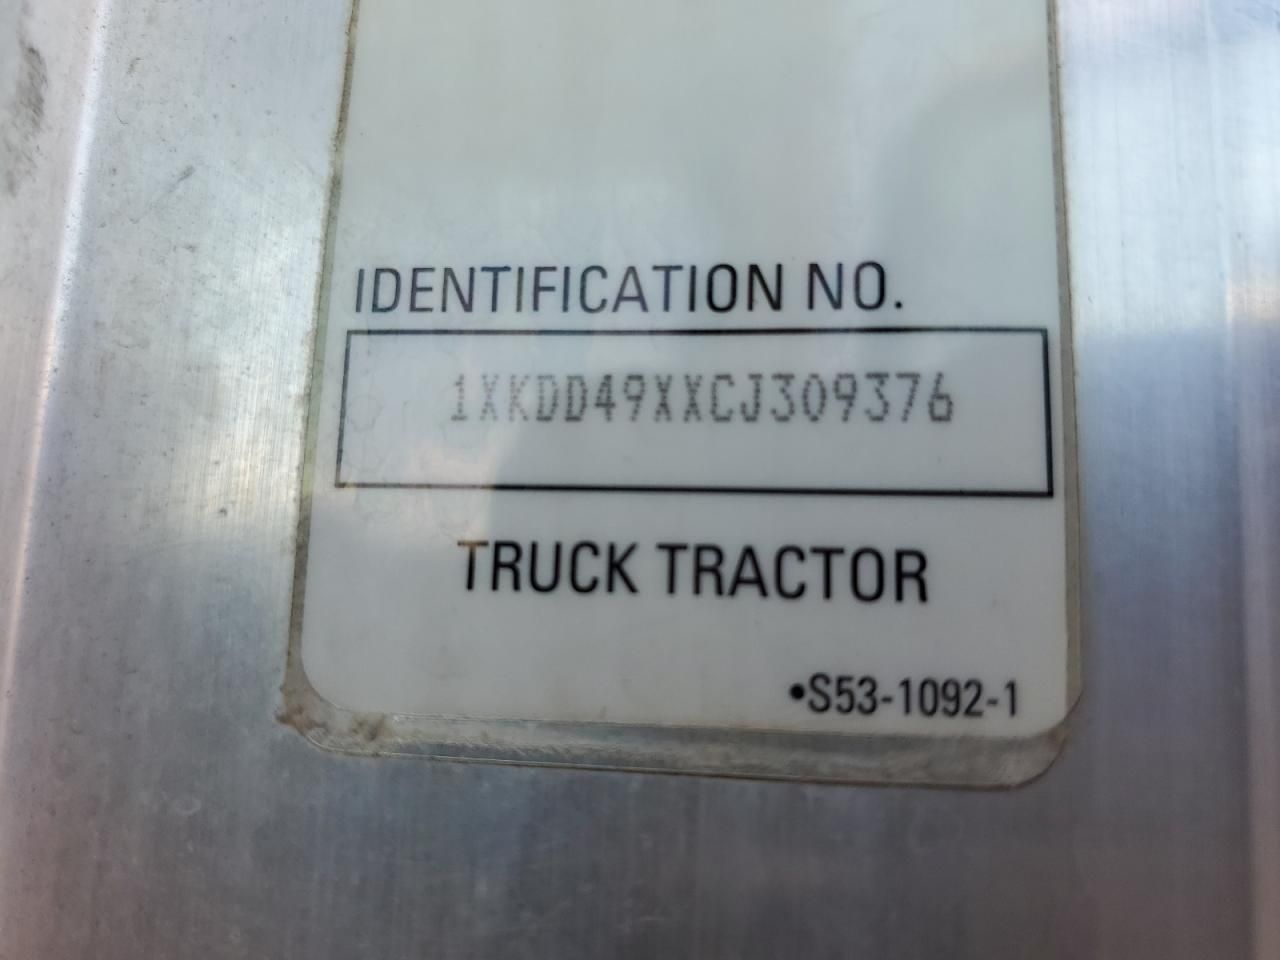 IDENTIFICATION NO.
1XKDD49XXCJ309376
TRUCK TRACTOR
•S53-1092-1